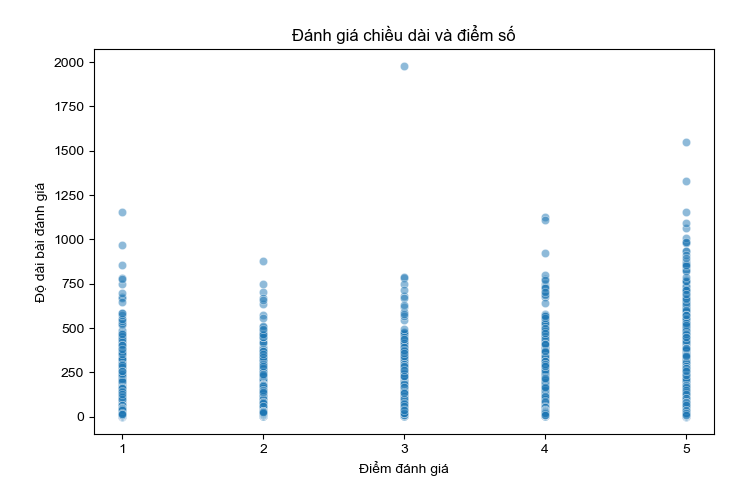 Đánh giá chiều dài và điểm số
2000
1750
1500
1250
1000
750
500
250
0
Độ dài bài đánh giá
1 2 3 4 5
Điểm đánh giá